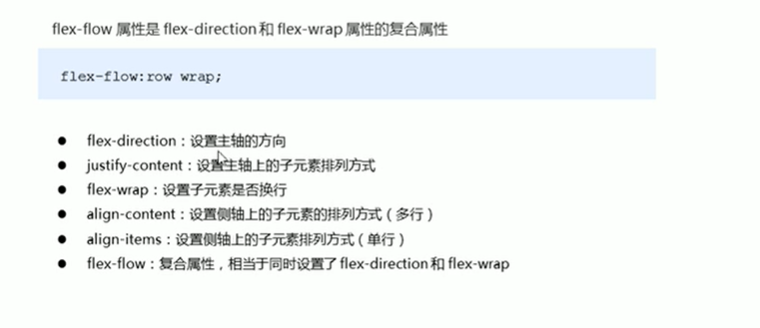 flex-flow 属性是 flex-direction 和 flex-wrap 属性的复合属性
flex-flow:row wrap;
● flex-direction：设置主轴的方向
● justify-content：设置主轴上的子元素排列方式
● flex-wrap：设置子元素是否换行
● align-content：设置侧轴上的子元素的排列方式（多行）
● align-items：设置侧轴上的子元素排列方式（单行）
● flex-flow：复合属性，相当于同时设置了 flex-direction 和 flex-wrap